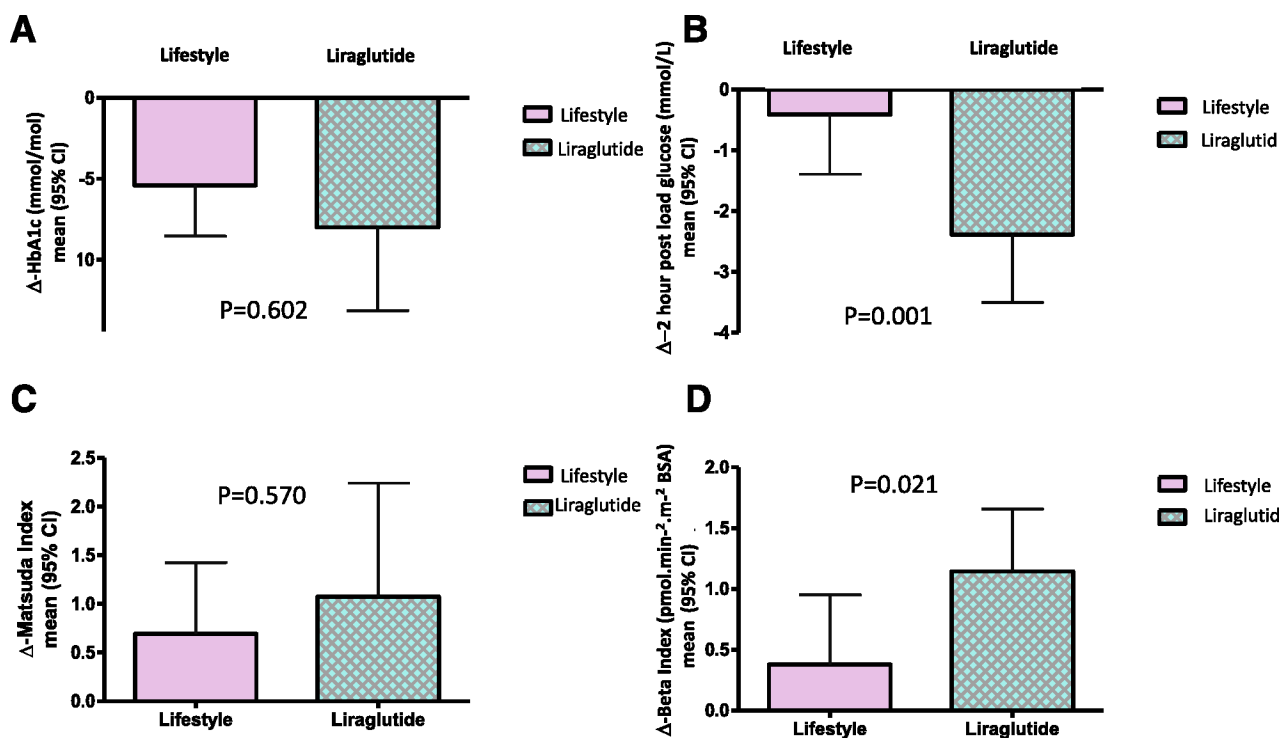 A
Lifestyle
Liraglutide
0
-5
10
Δ-HbA1c (mmol/mol)
mean (95% CI)
P=0.602
Lifestyle
Liraglutide
B
Lifestyle
Liraglutide
0
-1
-2
-3
-4
Δ–2 hour post load glucose (mmol/L)
mean (95% CI)
P=0.001
Lifestyle
Liraglutid
C
2.5
2.0
1.5
1.0
0.5
0.0
Δ-Matsuda Index
mean (95% CI)
P=0.570
Lifestyle
Liraglutide
Lifestyle
Liraglutide
D
2.0
1.5
1.0
0.5
0.0
Δ-Beta Index (pmol.min-².m-² BSA)
mean (95% CI)
P=0.021
Lifestyle
Liraglutid
Lifestyle
Liraglutide